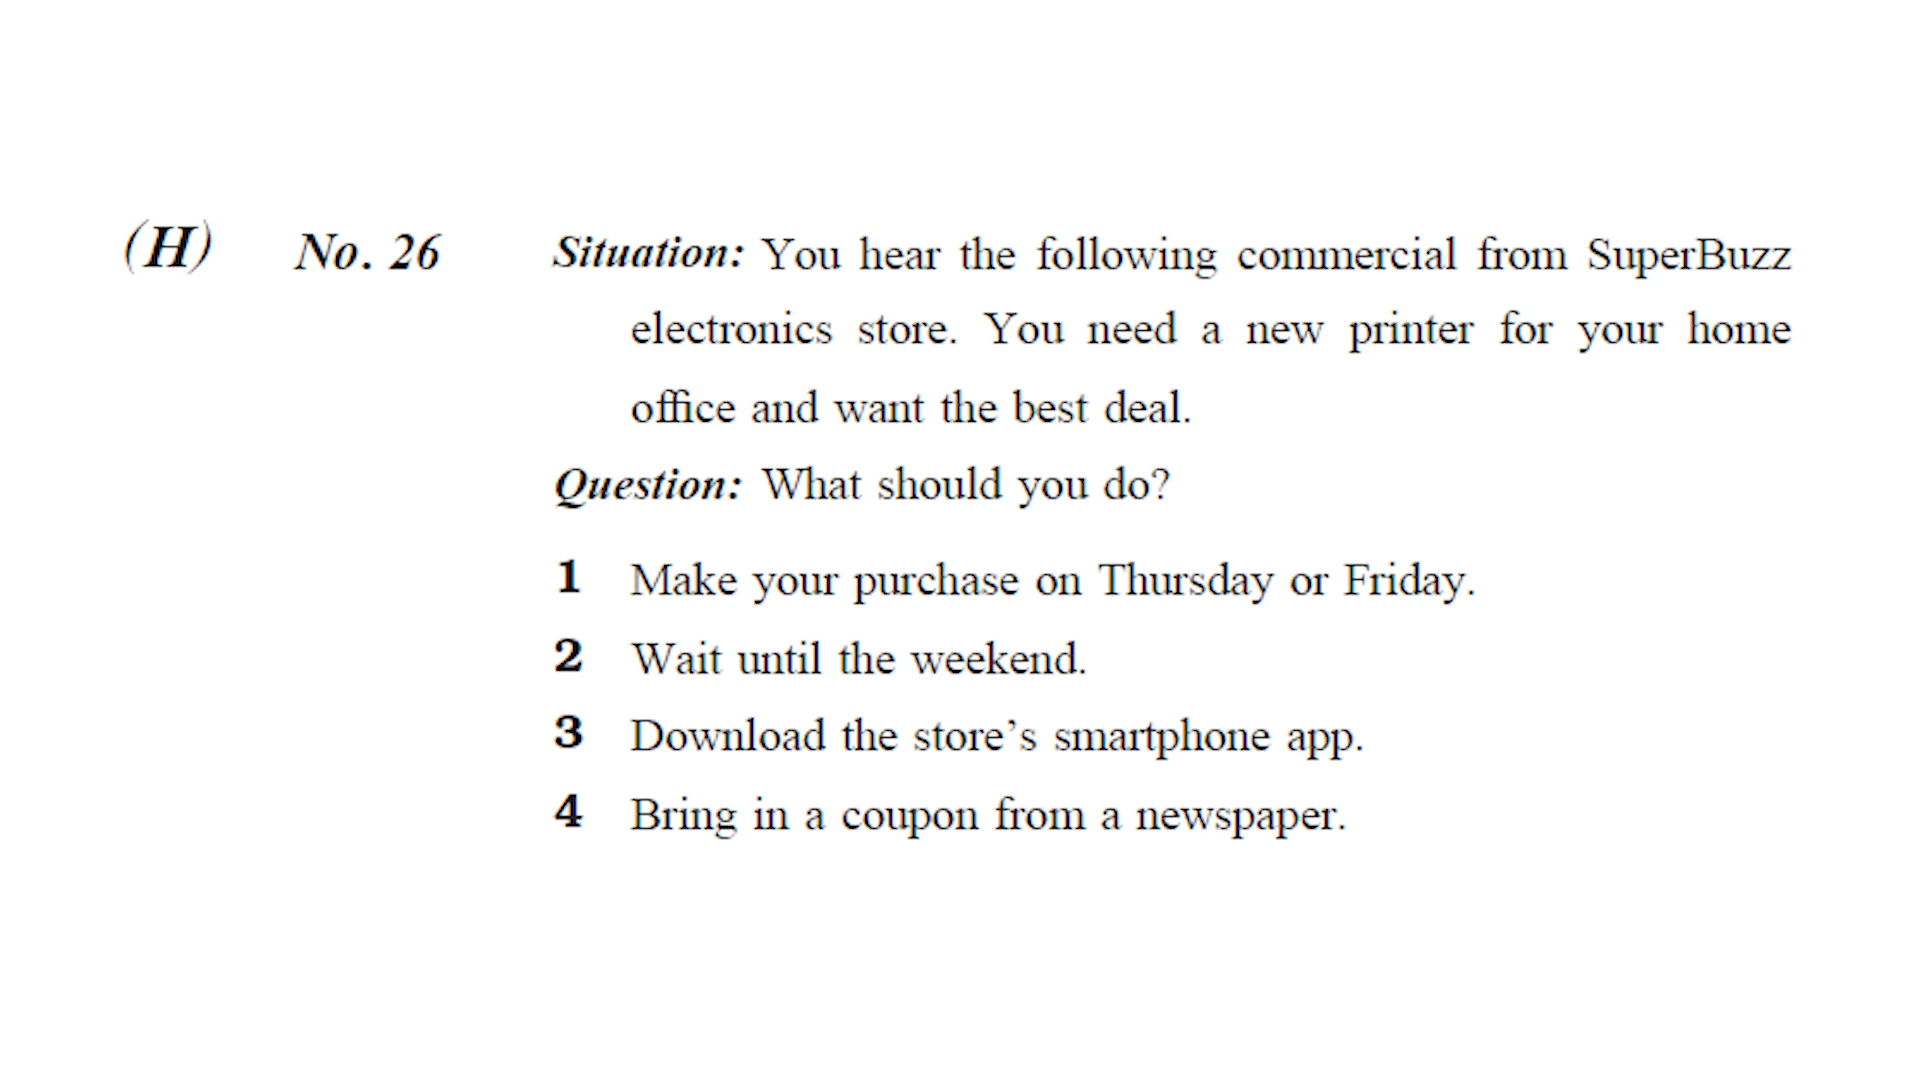 (H) No. 26 Situation: You hear the following commercial from SuperBuzz
electronics store. You need a new printer for your home
office and want the best deal.
Question: What should you do?
1 Make your purchase on Thursday or Friday.
2 Wait until the weekend.
3 Download the store’s smartphone app.
4 Bring in a coupon from a newspaper.